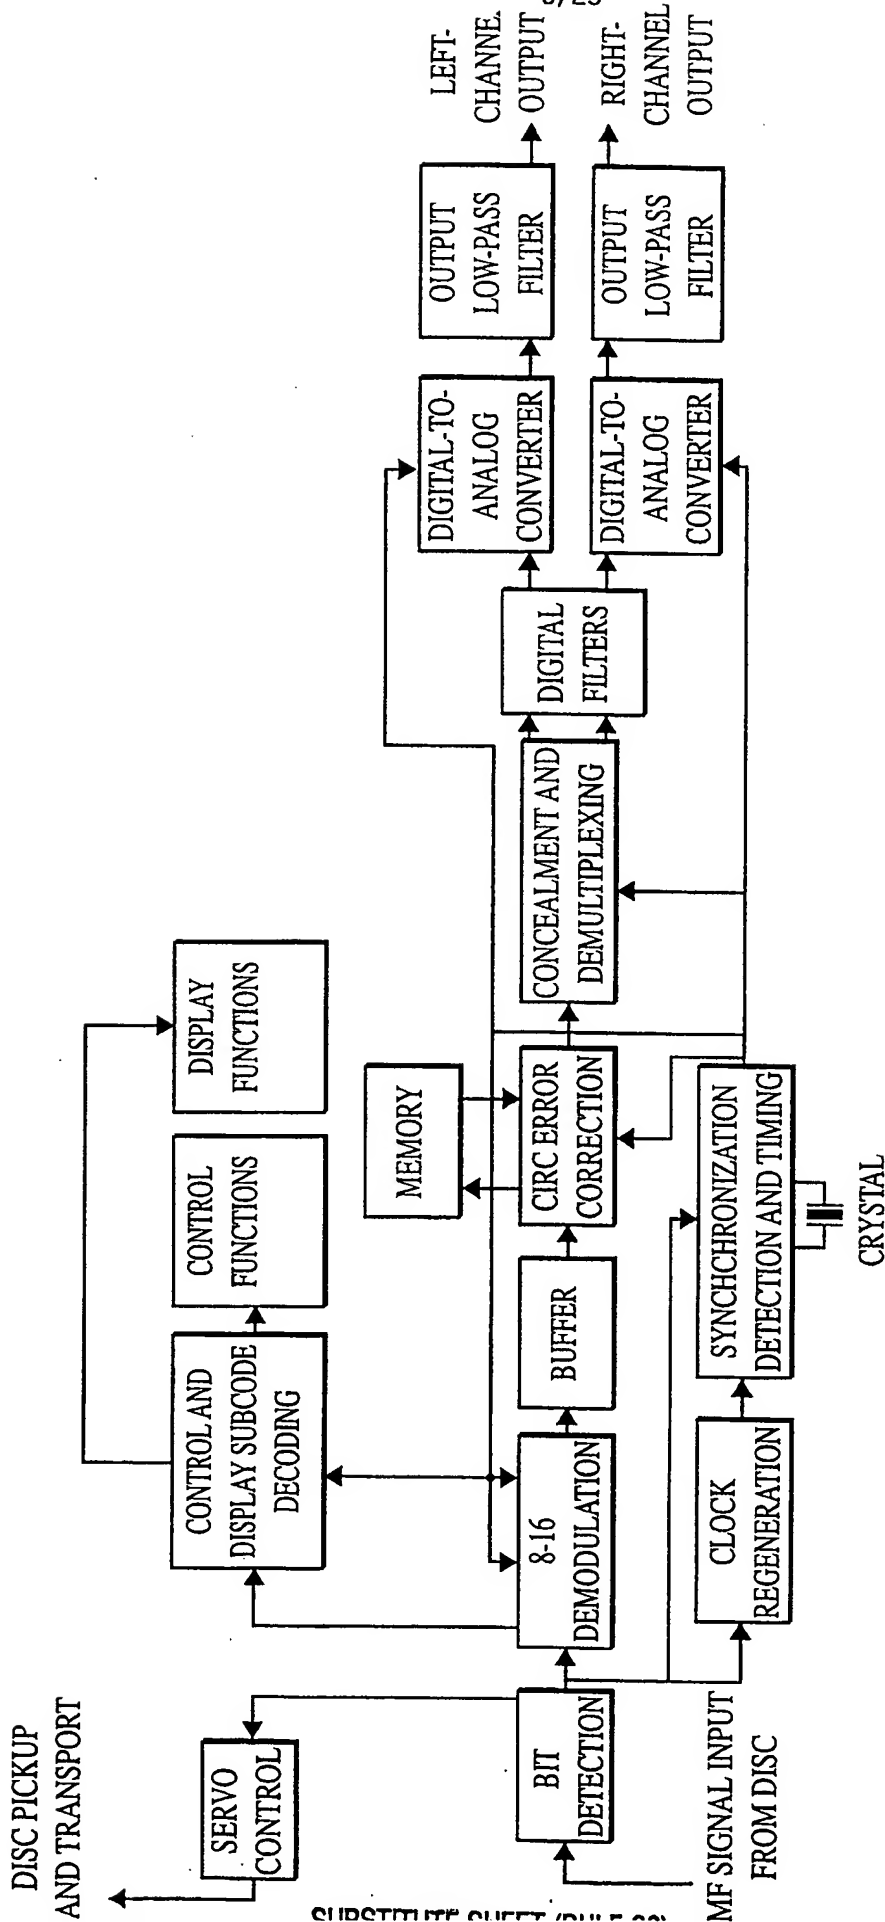 DISC PICKUP
AND TRANSPORT
SERVO
CONTROL
CONTROL AND
DISPLAY SUBCODE
DECODING
CONTROL
FUNCTIONS
DISPLAY
FUNCTIONS
MEMORY
BIT
DETECTION
8-16
DEMODULATION
BUFFER
CIRC ERROR
CORRECTION
CONCEALMENT AND
DEMULTIPLEXING
DIGITAL
FILTERS
DIGITAL-TO-
ANALOG
CONVERTER
OUTPUT
LOW-PASS
FILTER
LEFT-
CHANNEL
OUTPUT
DIGITAL-TO-
ANALOG
CONVERTER
OUTPUT
LOW-PASS
FILTER
RIGHT-
CHANNEL
OUTPUT
MF SIGNAL INPUT
FROM DISC
CLOCK
REGENERATION
SYNCHCHRONIZATION
DETECTION AND TIMING
CRYSTAL
SUBSTITUTE SHEET